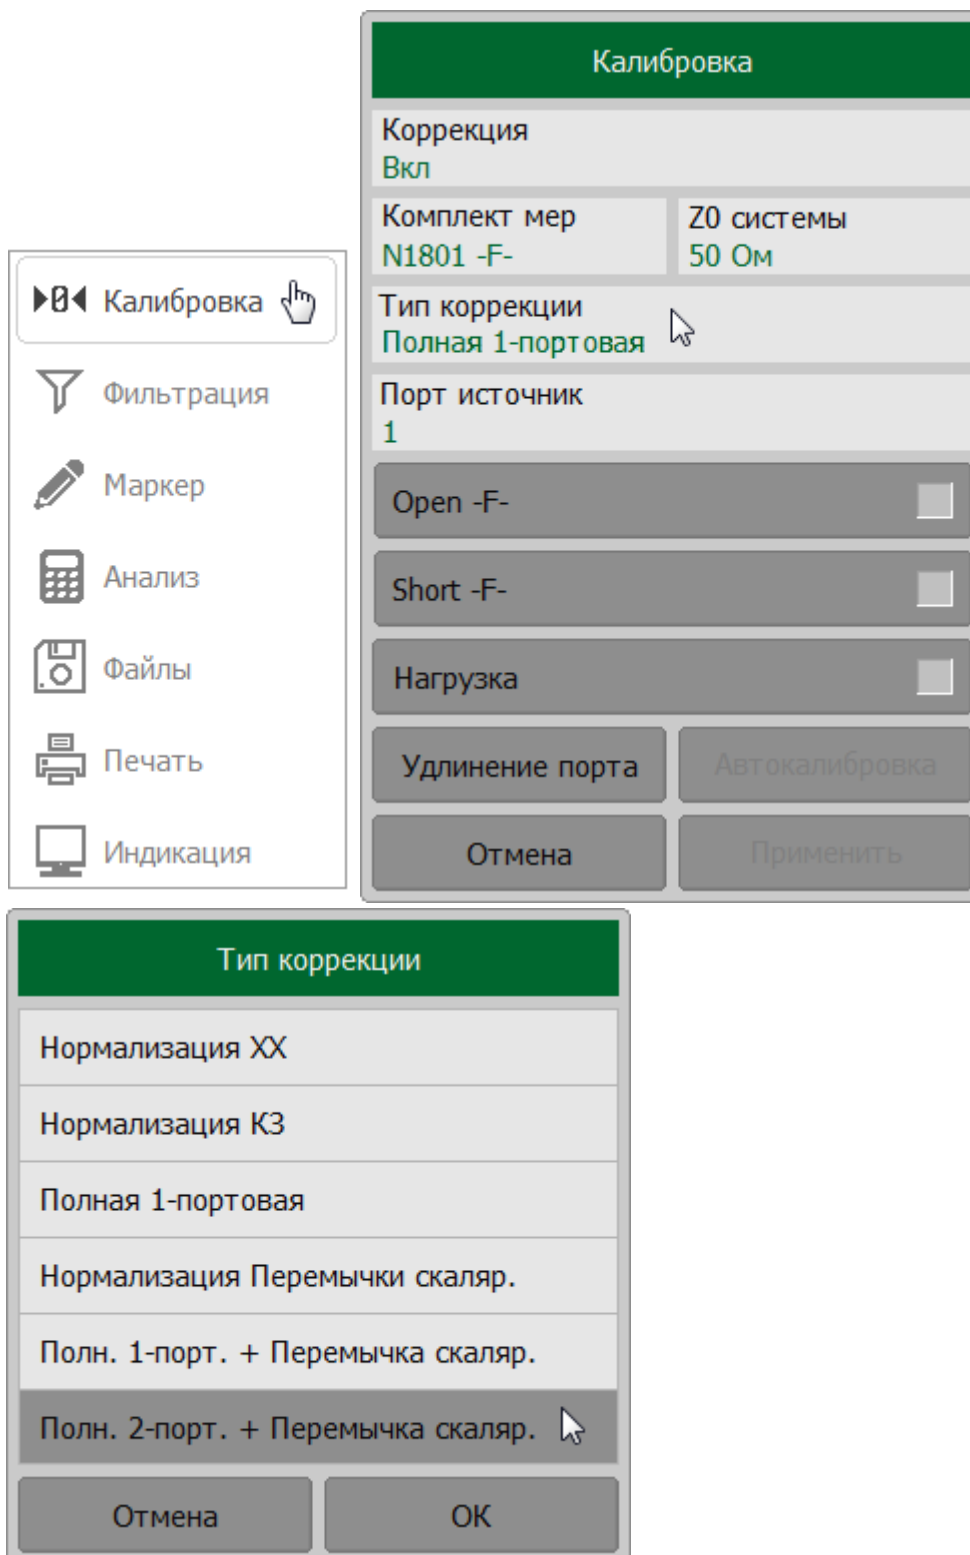 Калибровка
Фильтрация
Маркер
Анализ
Файлы
Печать
Индикация
Калибровка
Коррекция
Вкл
Комплект мер
N1801 -F-
Z0 системы
50 Ом
Тип коррекции
Полная 1-портовая
Порт источник
1
Open -F-
Short -F-
Нагрузка
Удлинение порта
Автокалибровка
Отмена
Применить
Тип коррекции
Нормализация ХХ
Нормализация КЗ
Полная 1-портовая
Нормализация Перемычки скаляр.
Полн. 1-порт. + Перемычка скаляр.
Полн. 2-порт. + Перемычка скаляр.
Отмена
ОК